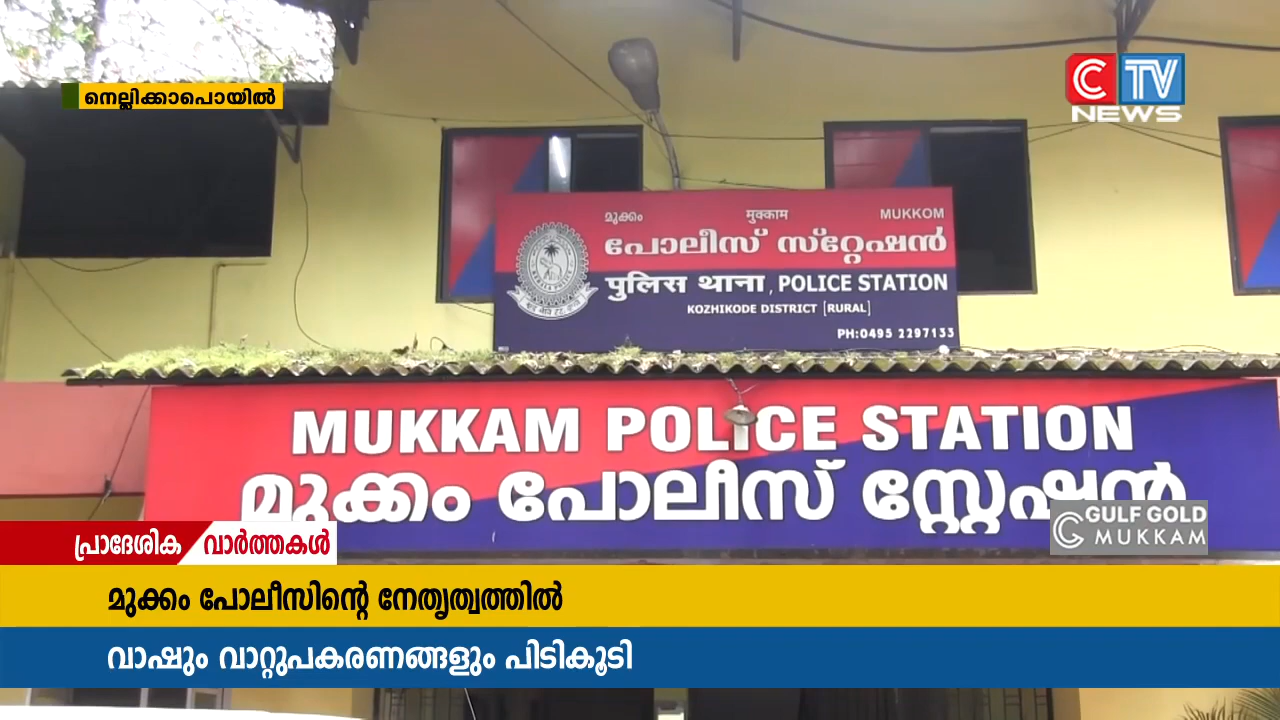 നെല്ലിക്കാപൊയിൽ
CTV
NEWS
മുക്കം मुक्काम MUKKOM
പോലീസ് സ്റ്റേഷൻ
पुलिस थाना, POLICE STATION
KOZHIKODE DISTRICT [RURAL]
PH:0495 2297133
MUKKAM POLICE STATION
മുക്കം പോലീസ് സ്റ്റേഷൻ
GULF GOLD
MUKKAM
പ്രാദേശിക വാർത്തകൾ
മുക്കം പോലീസിന്റെ നേതൃത്വത്തിൽ
വാഷും വാറ്റുപകരണങ്ങളും പിടികൂടി